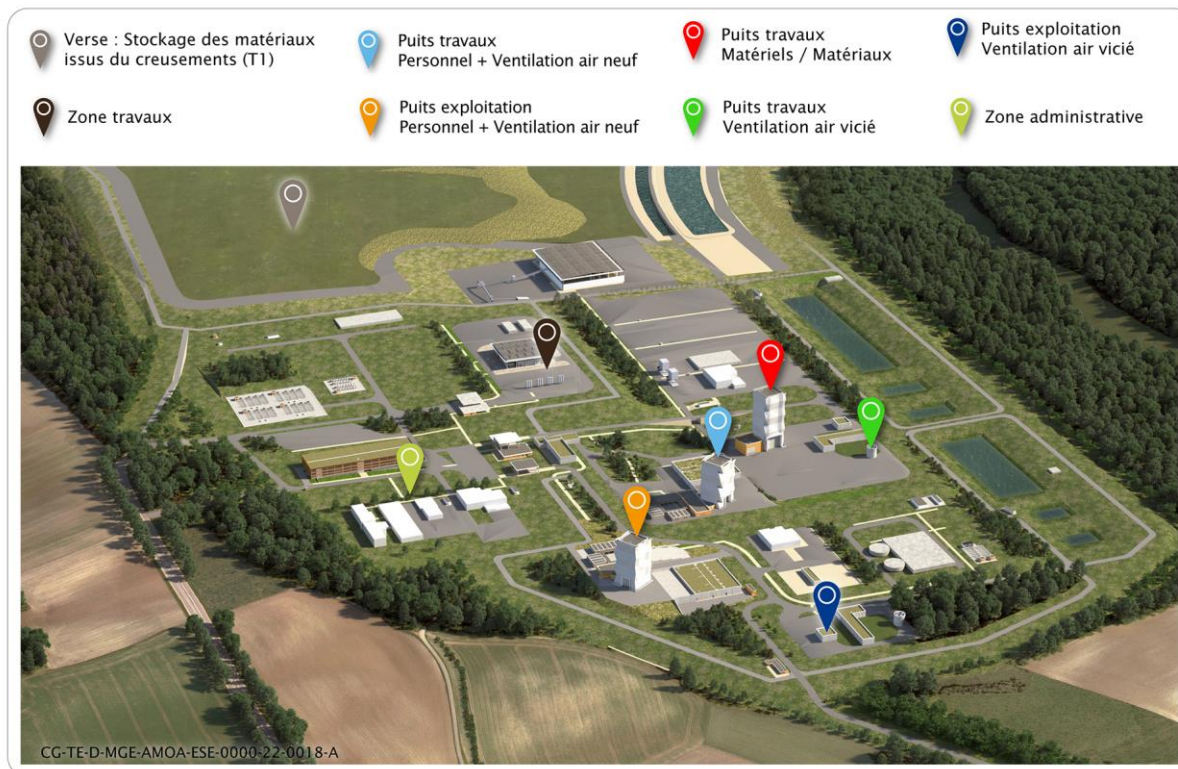 Verse : Stockage des matériaux
issus du creusements (T1)
Puits travaux
Personnel + Ventilation air neuf
Puits travaux
Matériels / Matériaux
Puits exploitation
Ventilation air vicié
Zone travaux
Puits exploitation
Personnel + Ventilation air neuf
Puits travaux
Ventilation air vicié
Zone administrative
CG-TE-D-MGE-AMOA-ESE-0000-22-0018-A